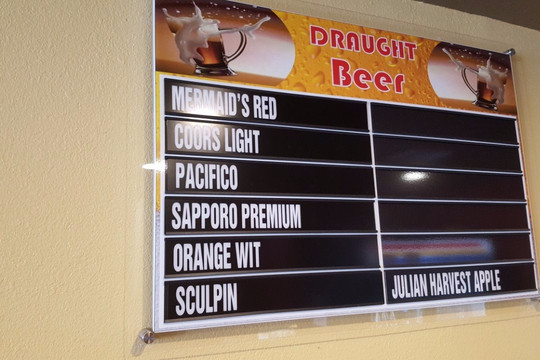 DRAUGHT
Beer
MERMAID'S RED
COORS LIGHT
PACIFICO
SAPPORO PREMIUM
ORANGE WIT
SCULPIN
JULIAN HARVEST APPLE